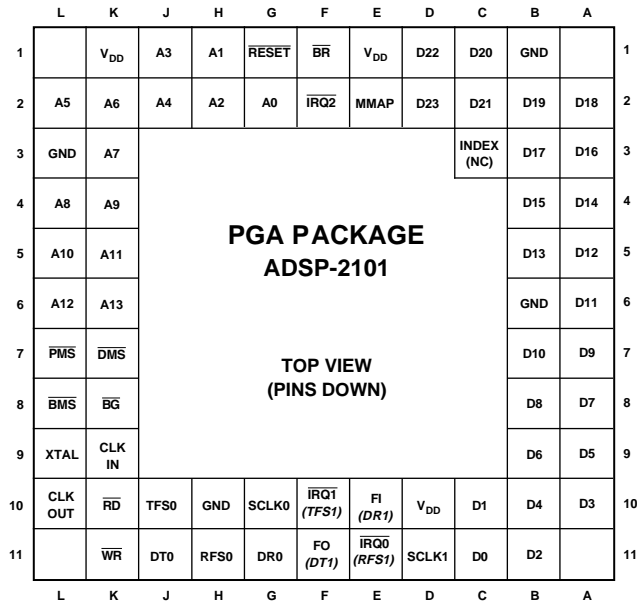 L K J H G F E D C B A
1 V_DD A3 A1 RESET BR V_DD D22 D20 GND 1
2 A5 A6 A4 A2 A0 IRQ2 MMAP D23 D21 D19 D18 2
3 GND A7 INDEX (NC) D17 D16 3
4 A8 A9 D15 D14 4
PGA PACKAGE
5 A10 A11 ADSP-2101 D13 D12 5
6 A12 A13 GND D11 6
7 PMS DMS TOP VIEW D10 D9 7
(PINS DOWN)
8 BMS BG D8 D7 8
9 XTAL CLK IN D6 D5 9
10 CLK OUT RD TFS0 GND SCLK0 IRQ1 (TFS1) FI (DR1) V_DD D1 D4 D3 10
11 WR DT0 RFS0 DR0 FO (DT1) IRQ0 (RFS1) SCLK1 D0 D2 11
L K J H G F E D C B A